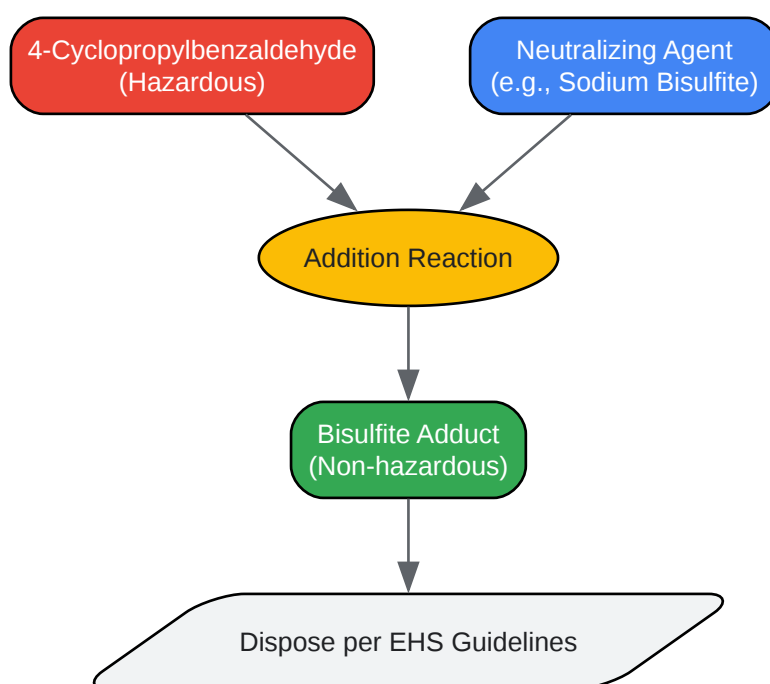 4-Cyclopropylbenzaldehyde
(Hazardous)
Neutralizing Agent
(e.g., Sodium Bisulfite)
Addition Reaction
Bisulfite Adduct
(Non-hazardous)
Dispose per EHS Guidelines